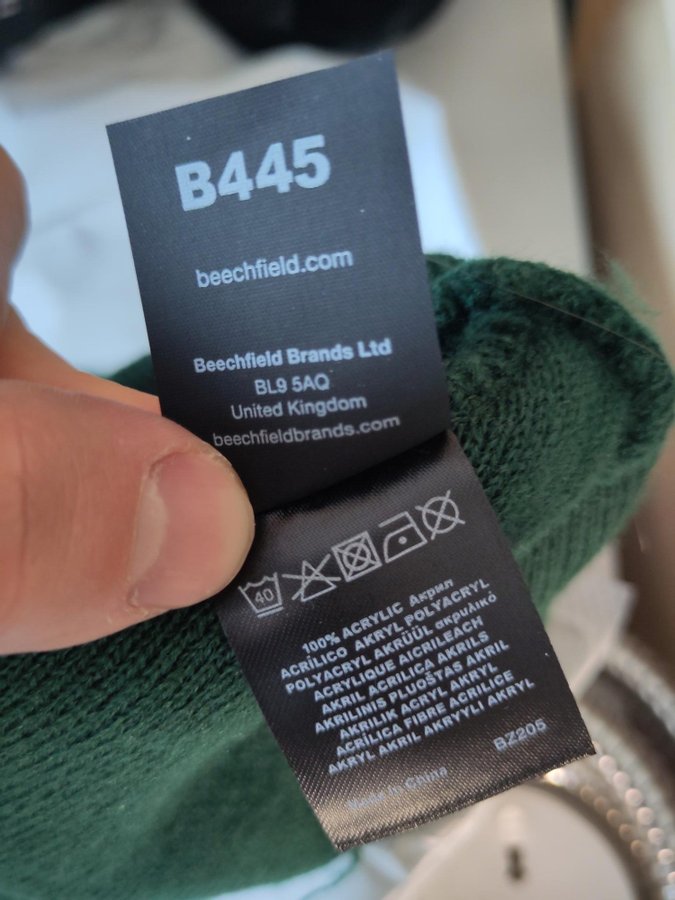 B445
beechfield.com
Beechfield Brands Ltd
BL9 5AQ
United Kingdom
beechfieldbrands.com
40
100% ACRYLIC Акрил
ACRÍLICO AKRYL POLYACRYL
POLYACRYL AKRÜÜL ακρυλικό
ACRYLIQUE AICRILEACH
AKRIL ACRILICA AKRILS
AKRILINIS PLUOŠTAS AKRIL
AKRILIK ACRYL AKRYL
ACRÍLICA FIBRE ACRILICE
AKRYL AKRIL AKRYYLI AKRYL
BZ205
Made in China